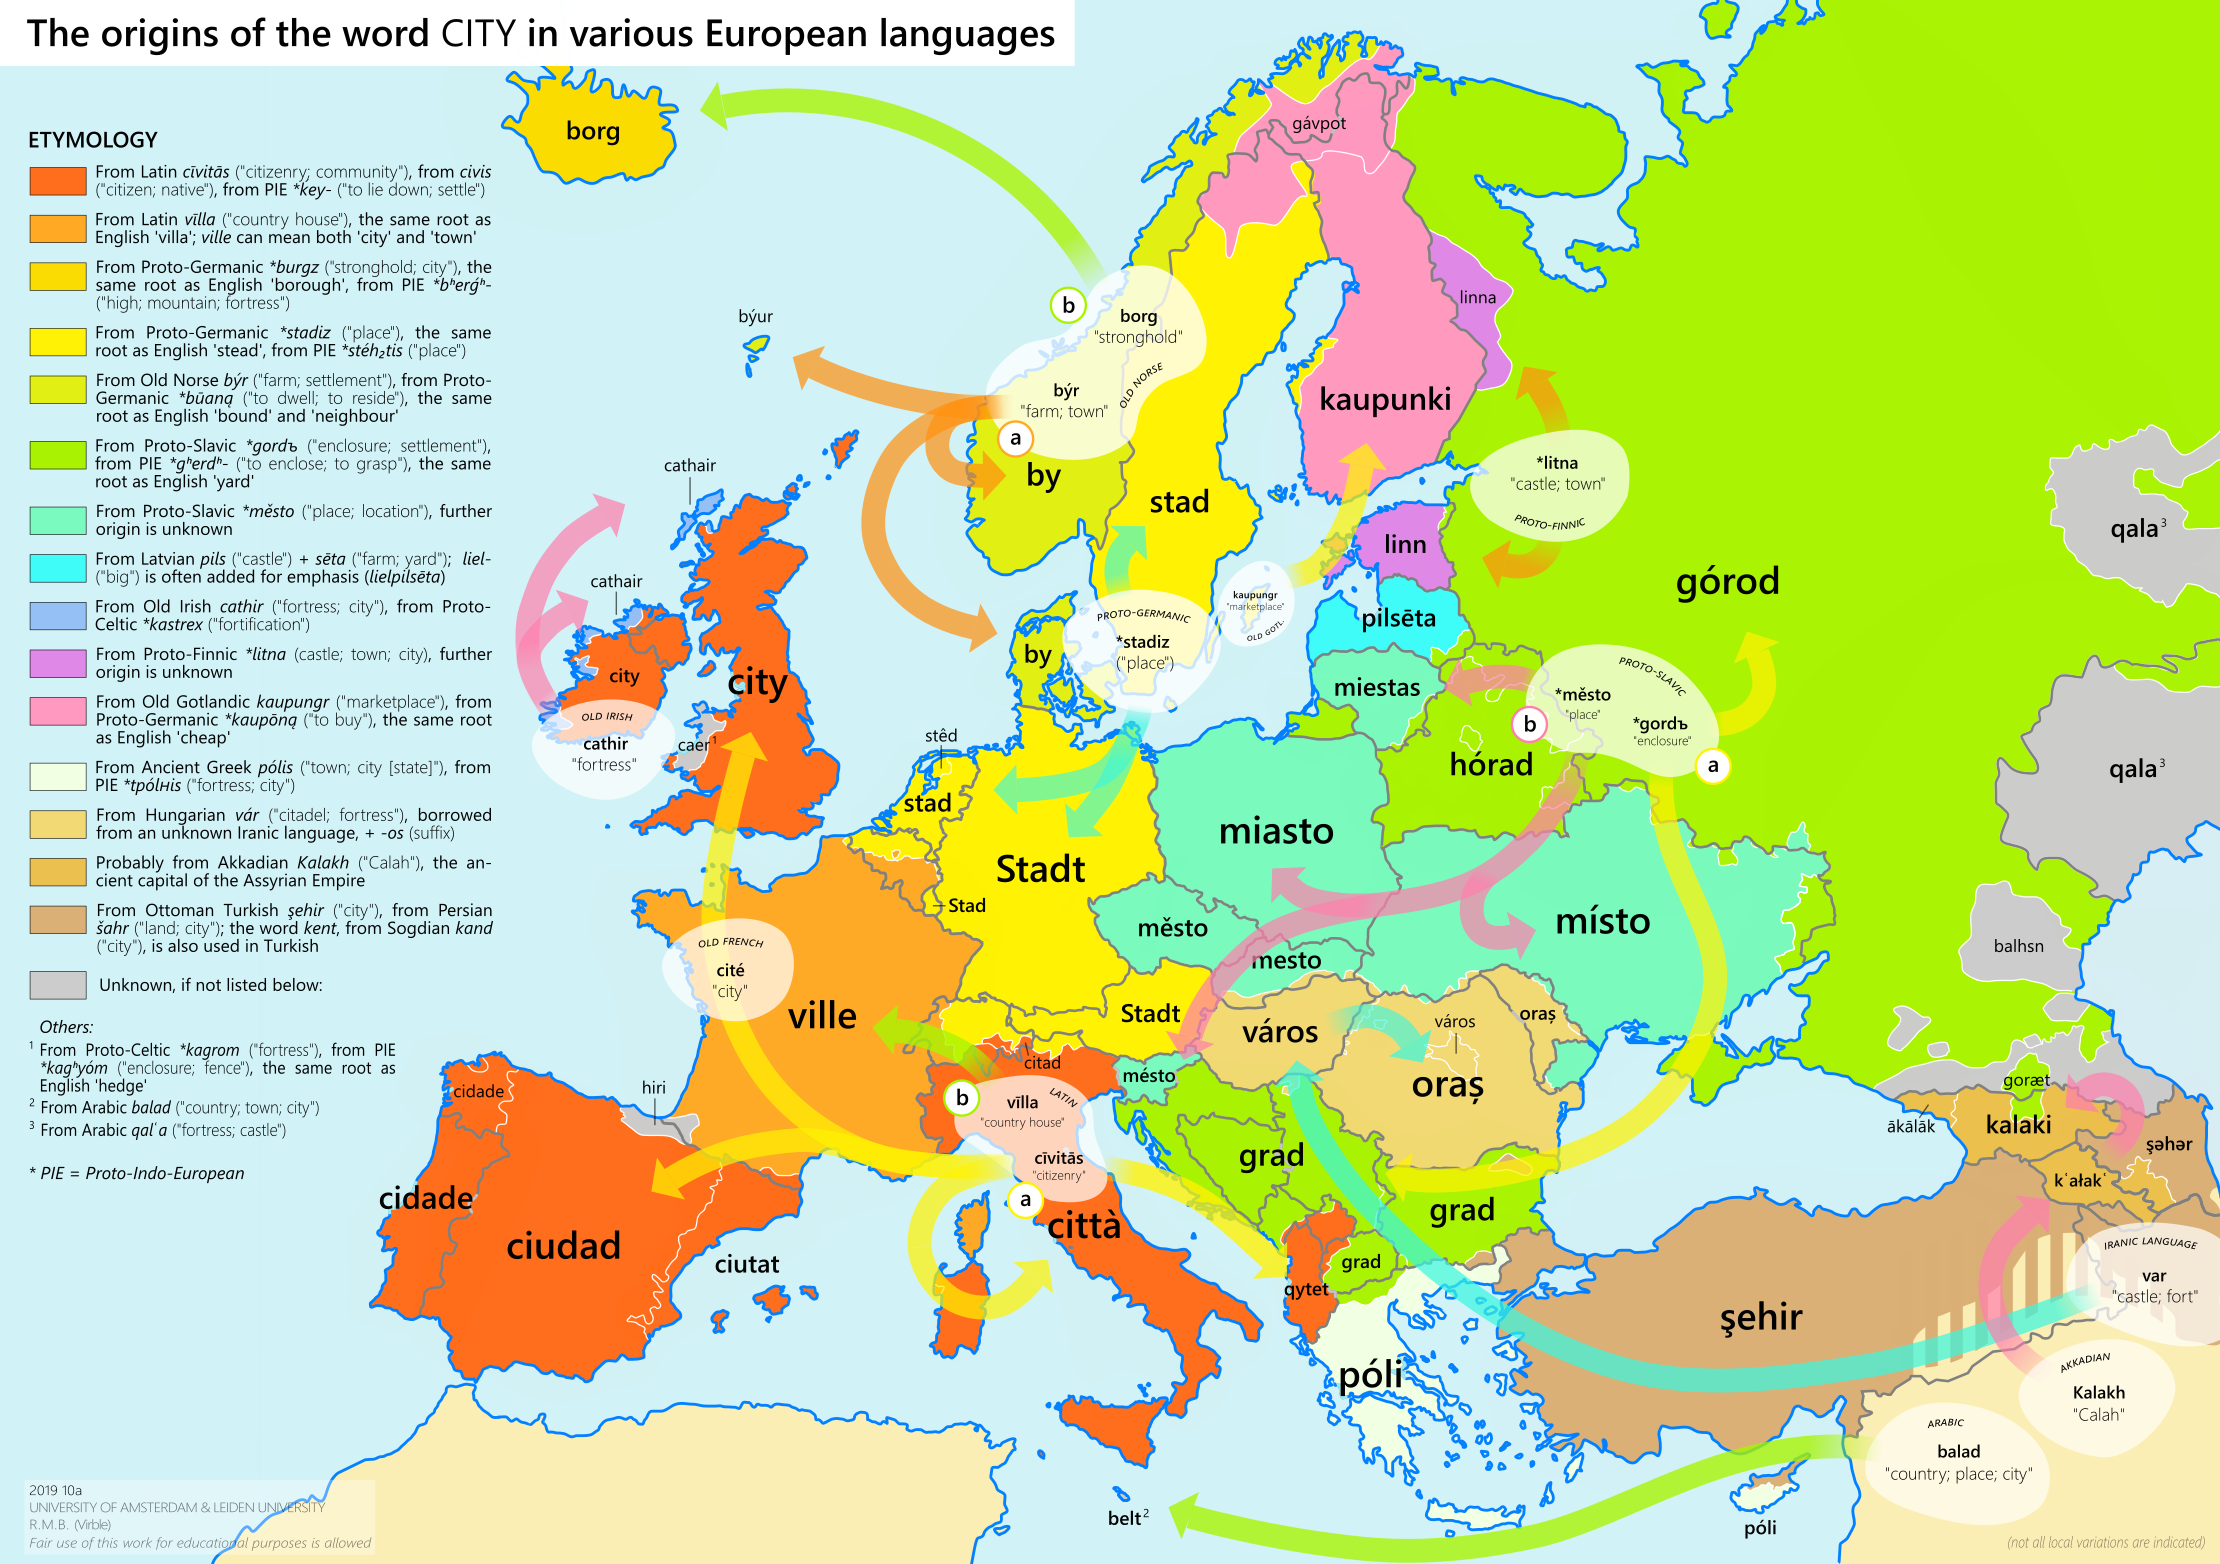 The origins of the word CITY in various European languages
ETYMOLOGY
From Latin cīvitās ("citizenry; community"), from civis
("citizen; native"), from PIE *key- ("to lie down; settle")
From Latin vīlla ("country house"), the same root as
English 'villa'; ville can mean both 'city' and 'town'
From Proto-Germanic *burgz ("stronghold; city"), the
same root as English 'borough', from PIE *bʰerǵʰ-
("high; mountain; fortress")
From Proto-Germanic *stadiz ("place"), the same
root as English 'stead', from PIE *stéh₂tis ("place")
From Old Norse býr ("farm; settlement"), from Proto-
Germanic *būaną ("to dwell; to reside"), the same
root as English 'bound' and 'neighbour'
From Proto-Slavic *gordъ ("enclosure; settlement"),
from PIE *gʰerdʰ- ("to enclose; to grasp"), the same
root as English 'yard'
From Proto-Slavic *město ("place; location"), further
origin is unknown
From Latvian pils ("castle") + sēta ("farm; yard"); liel-
("big") is often added for emphasis (lielpilsēta)
From Old Irish cathir ("fortress; city"), from Proto-
Celtic *kastrex ("fortification")
From Proto-Finnic *litna (castle; town; city), further
origin is unknown
From Old Gotlandic kaupungr ("marketplace"), from
Proto-Germanic *kaupōną ("to buy"), the same root
as English 'cheap'
From Ancient Greek pólis ("town; city [state]"), from
PIE *tpólHis ("fortress; city")
From Hungarian vár ("citadel; fortress"), borrowed
from an unknown Iranic language, + -os (suffix)
Probably from Akkadian Kalakh ("Calah"), the an-
cient capital of the Assyrian Empire
From Ottoman Turkish şehir ("city"), from Persian
šahr ("land; city"); the word kent, from Sogdian kand
("city"), is also used in Turkish
Unknown, if not listed below:
Others:
1 From Proto-Celtic *kagrom ("fortress"), from PIE
*kagʰyóm ("enclosure; fence"), the same root as
English 'hedge'
2 From Arabic balad ("country; town; city")
3 From Arabic qalʿa ("fortress; castle")
* PIE = Proto-Indo-European
2019 10a
UNIVERSITY OF AMSTERDAM & LEIDEN UNIVERSITY
R.M.B. (Virble)
Fair use of this work for educational purposes is allowed
borg
gávpot
b
borg
"stronghold"
OLD NORSE
býr
"farm; town"
a
býur
linna
kaupunki
by
stad
*litna
"castle; town"
PROTO-FINNIC
linn
qala3
cathair
cathair
górod
kaupungr
"marketplace"
OLD GOTL.
pilsēta
PROTO-GERMANIC
*stadiz
("place")
by
city
city
miestas
PROTO-SLAVIC
*město
"place"
*gordъ
"enclosure"
b
a
OLD IRISH
cathir
"fortress"
caer1
stêd
stad
hórad
qala3
Stadt
miasto
Stad
město
místo
mesto
balhsn
OLD FRENCH
cité
"city"
ville
Stadt
város
város
oraș
oraș
citad
mésto
cidade
hiri
b
vīlla
"country house"
LATIN
cīvitās
"citizenry"
a
goræt
ākālāk
kalaki
şəhər
kʿałakʿ
grad
grad
grad
cidade
ciudad
ciutat
città
qytet
póli
şehir
IRANIC LANGUAGE
var
"castle; fort"
AKKADIAN
Kalakh
"Calah"
ARABIC
balad
"country; place; city"
belt2
póli
(not all local variations are indicated)